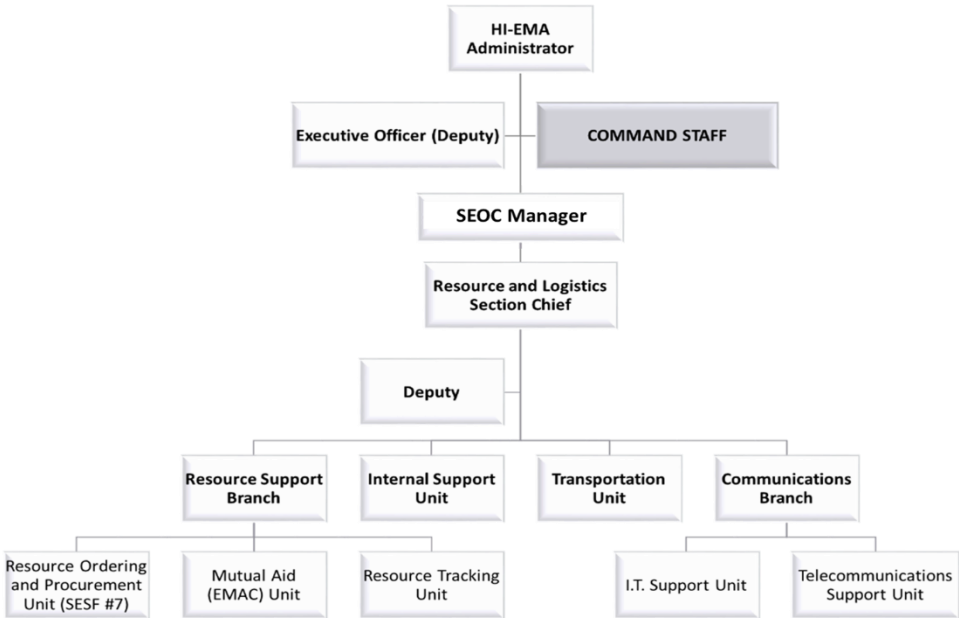 HI-EMA
Administrator
Executive Officer (Deputy)
COMMAND STAFF
SEOC Manager
Resource and Logistics
Section Chief
Deputy
Resource Support
Branch
Internal Support
Unit
Transportation
Unit
Communications
Branch
Resource Ordering
and Procurement
Unit (SESF #7)
Mutual Aid
(EMAC) Unit
Resource Tracking
Unit
I.T. Support Unit
Telecommunications
Support Unit